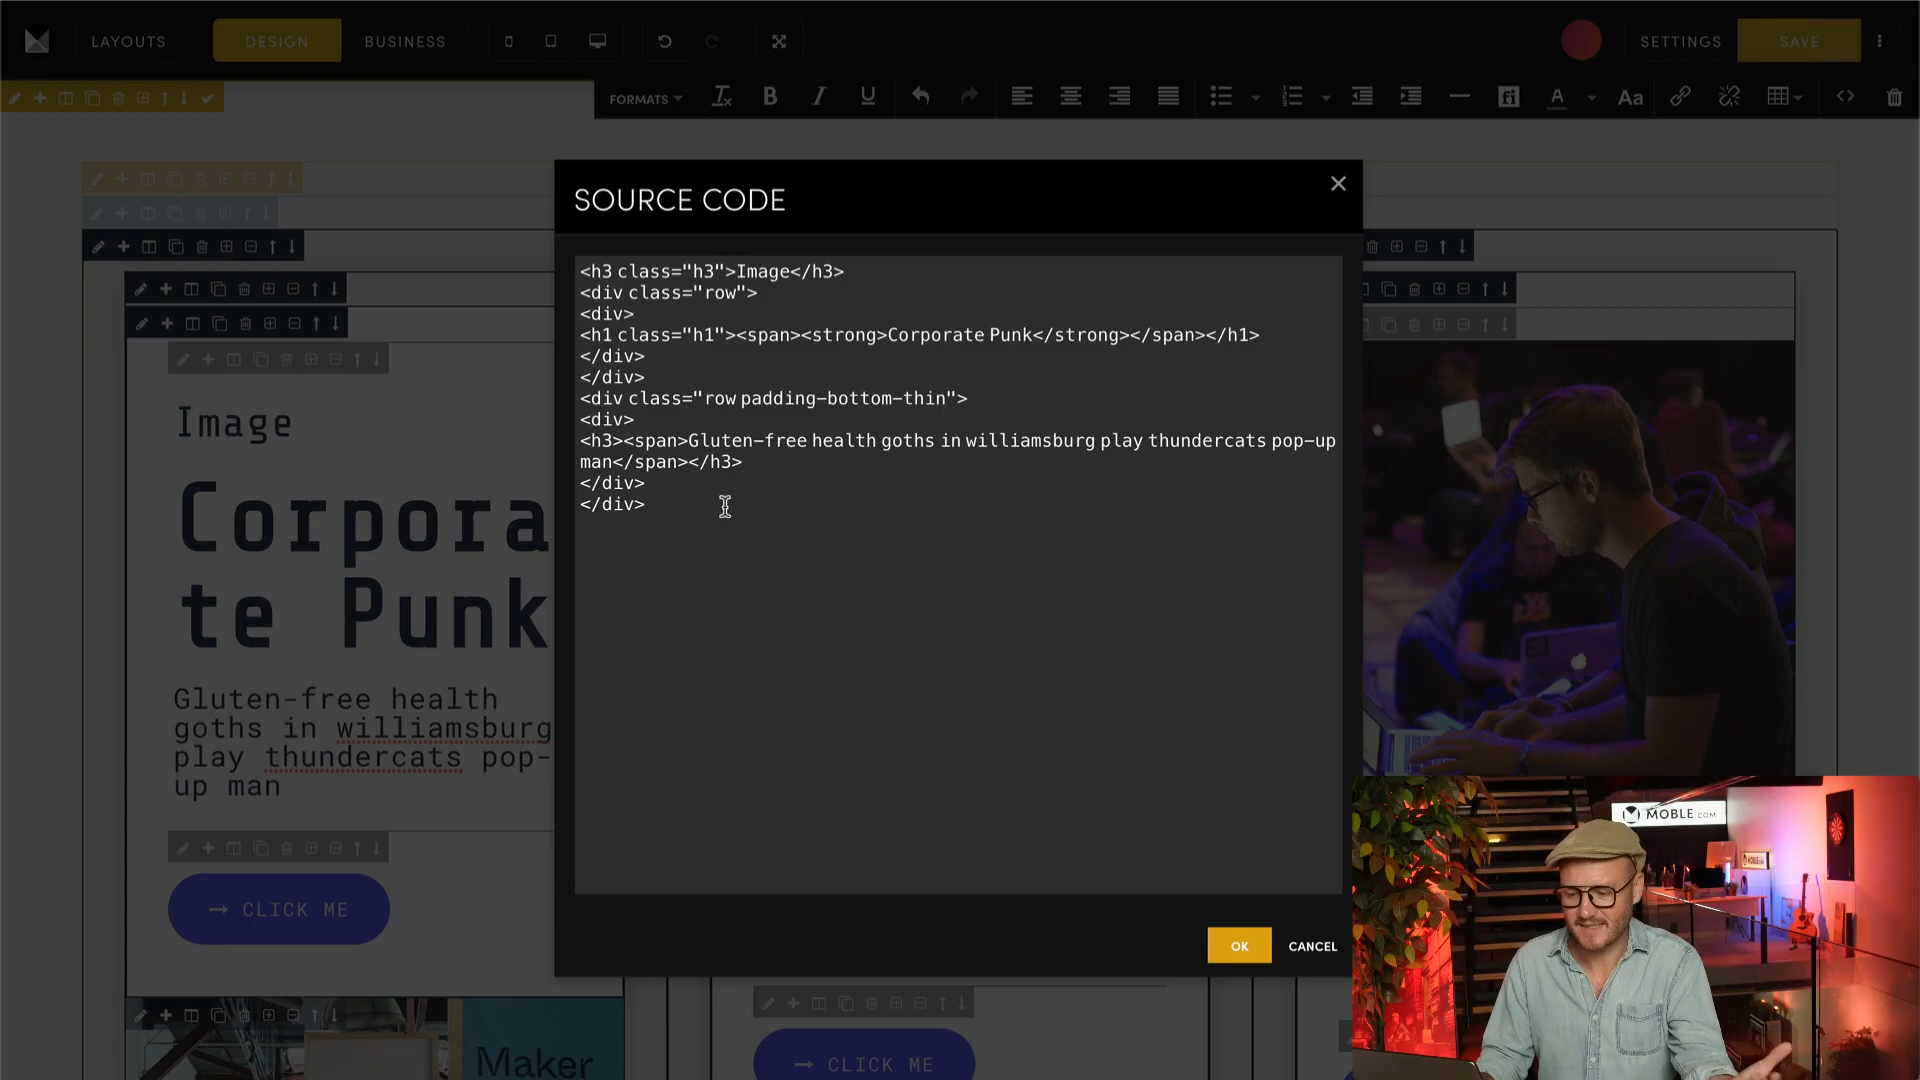 LAYOUTS
DESIGN
BUSINESS
SETTINGS
SAVE
FORMATS
fi
A
Aa
SOURCE CODE
<h3 class="h3">Image</h3>
<div class="row">
<div>
<h1 class="h1"><span><strong>Corporate Punk</strong></span></h1>
</div>
</div>
<div class="row padding-bottom-thin">
<div>
<h3><span>Gluten-free health goths in williamsburg play thundercats pop-up
man</span></h3>
</div>
</div>
OK
CANCEL
Image
Corpora
te Punk
Gluten-free health
goths in williamsburg
play thundercats pop-
up man
→ CLICK ME
Maker
→ CLICK ME
MOBLE.COM